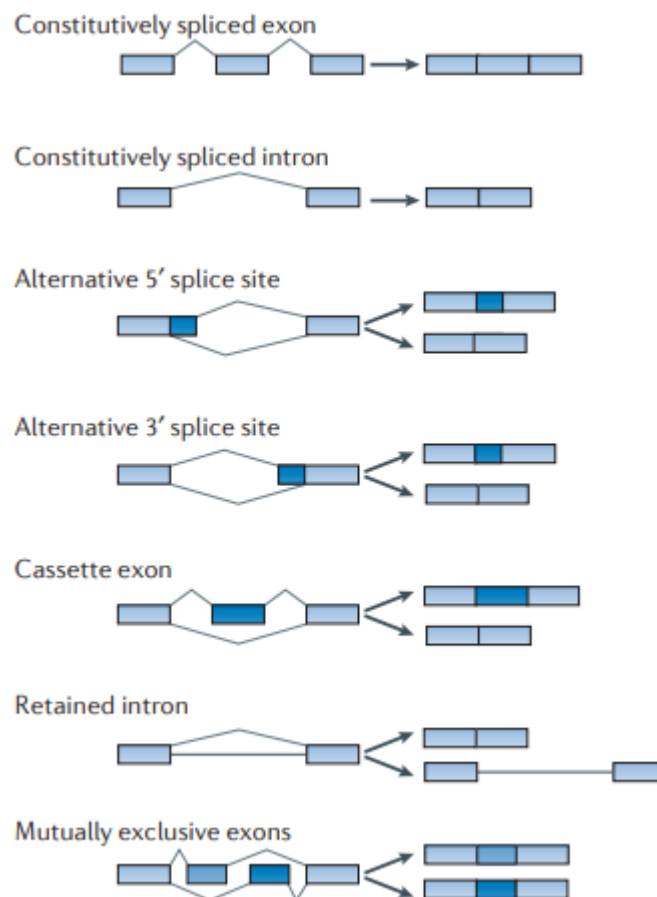 Constitutively spliced exon
Constitutively spliced intron
Alternative 5′ splice site
Alternative 3′ splice site
Cassette exon
Retained intron
Mutually exclusive exons